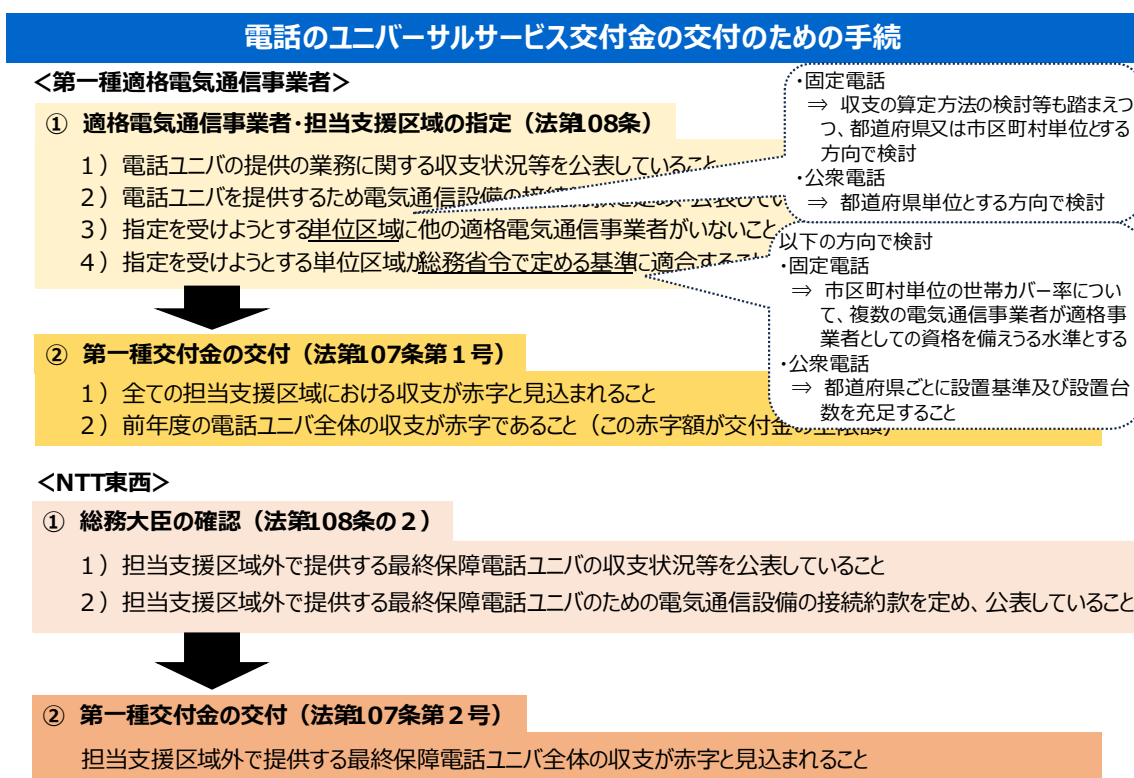 電話のユニバーサルサービス交付金の交付のための手続
＜第一種適格電気通信事業者＞
① 適格電気通信事業者・担当支援区域の指定（法第108条）
1）電話ユニバの提供の業務に関する収支状況等を公表していること
2）電話ユニバを提供するため電気通信設備の接続
3）指定を受けようとする単位区域に他の適格電気通信事業者がいないこと
4）指定を受けようとする単位区域が総務省令で定める基準に適合すること
・固定電話
⇒ 収支の算定方法の検討等も踏まえつ
つ、都道府県又は市区町村単位とする
方向で検討
・公衆電話
⇒ 都道府県単位とする方向で検討
以下の方向で検討
・固定電話
⇒ 市区町村単位の世帯カバー率につい
て、複数の電気通信事業者が適格事
業者としての資格を備えうる水準とする
・公衆電話
⇒ 都道府県ごとに設置基準及び設置台
数を充足すること
② 第一種交付金の交付（法第107条第１号）
1）全ての担当支援区域における収支が赤字と見込まれること
2）前年度の電話ユニバ全体の収支が赤字であること（この赤字額が交付金の上限額）
＜NTT東西＞
① 総務大臣の確認（法第108条の２）
1）担当支援区域外で提供する最終保障電話ユニバの収支状況等を公表していること
2）担当支援区域外で提供する最終保障電話ユニバのための電気通信設備の接続約款を定め、公表していること
② 第一種交付金の交付（法第107条第２号）
担当支援区域外で提供する最終保障電話ユニバ全体の収支が赤字と見込まれること